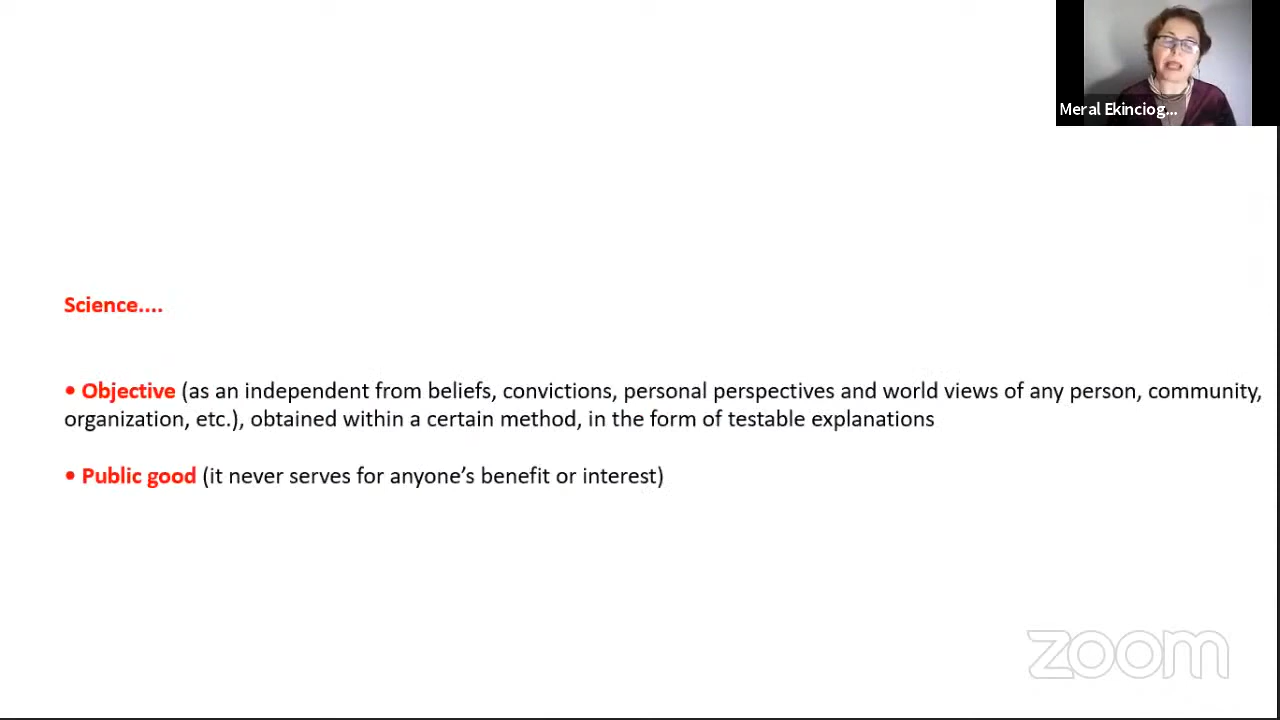 Meral Ekinciog...
Science....
• Objective (as an independent from beliefs, convictions, personal perspectives and world views of any person, community,
organization, etc.), obtained within a certain method, in the form of testable explanations
• Public good (it never serves for anyone’s benefit or interest)
zoom